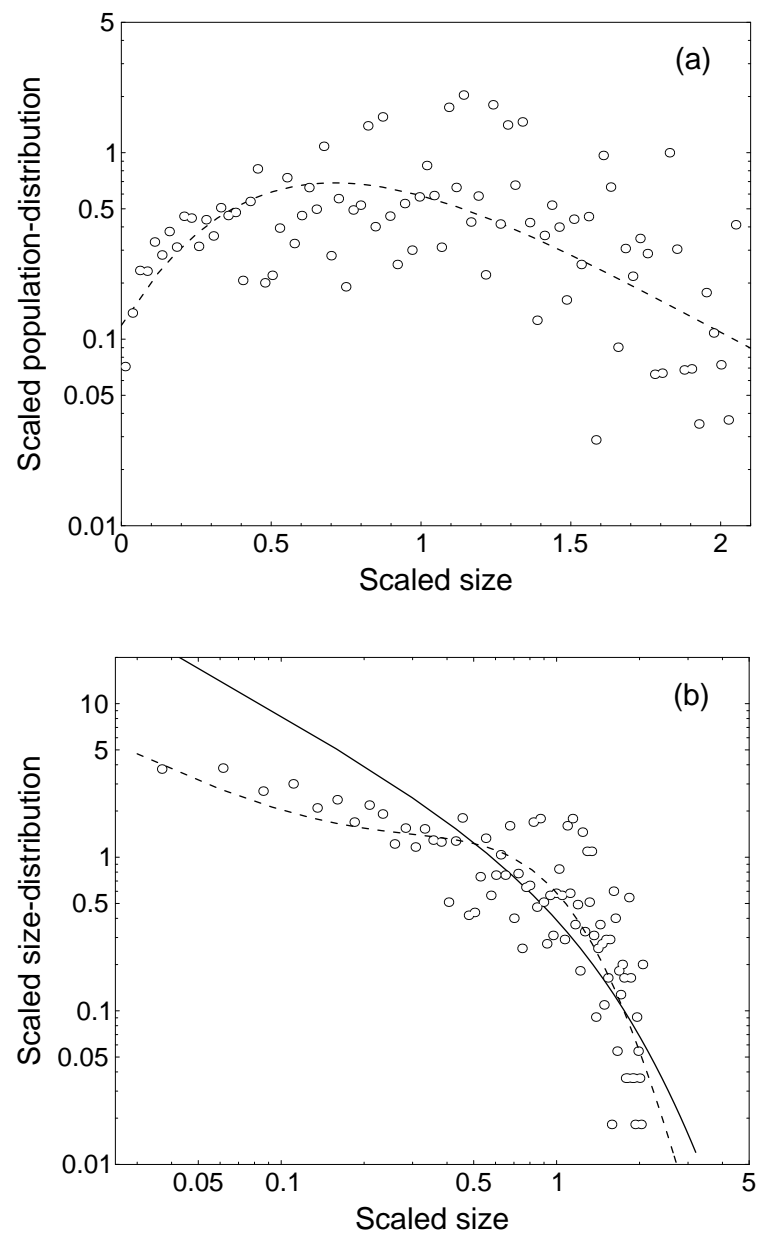 5
(a)
1
0.5
0.1
0.05
0.01
Scaled population-distribution
0 0.5 1 1.5 2
Scaled size
(b)
10
5
1
0.5
0.1
0.05
0.01
Scaled size-distribution
0.05 0.1 0.5 1 5
Scaled size